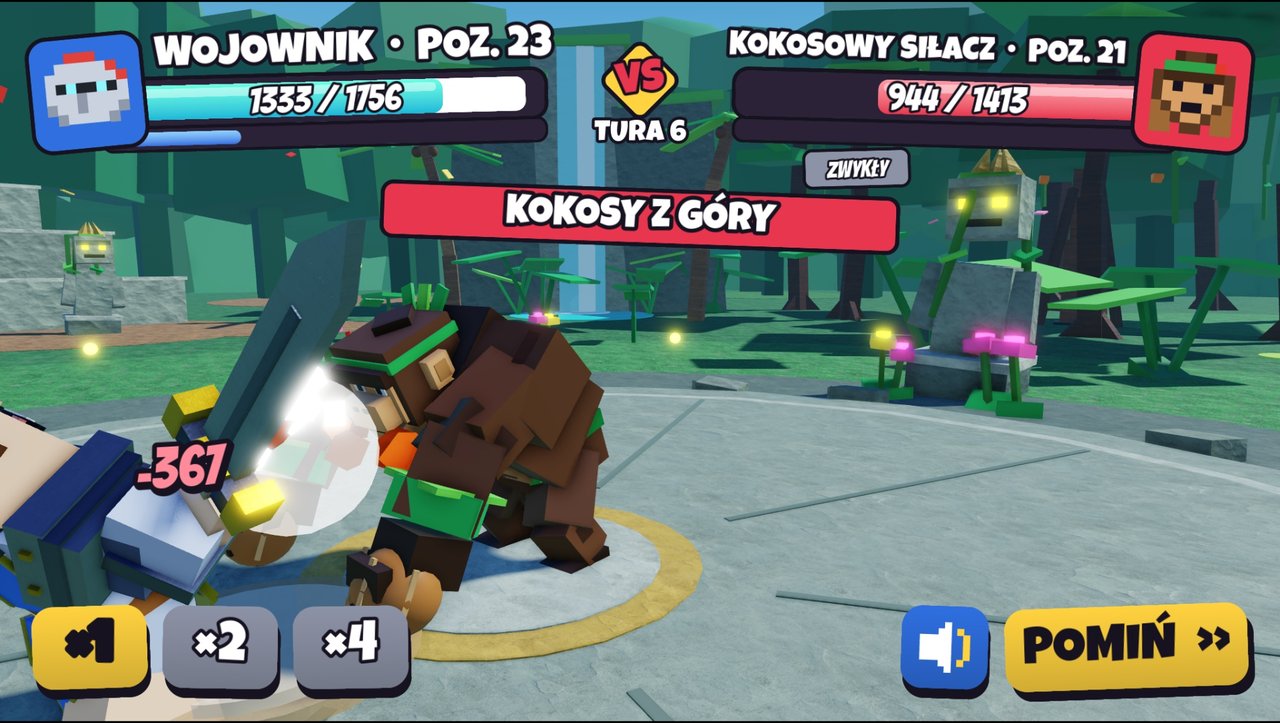 WOJOWNIK • POZ. 23
1333 / 1756
VS
TURA 6
KOKOSOWY SIŁACZ • POZ. 21
944 / 1413
ZWYKŁY
KOKOSY Z GÓRY
-367
×1
×2
×4
POMIŃ »